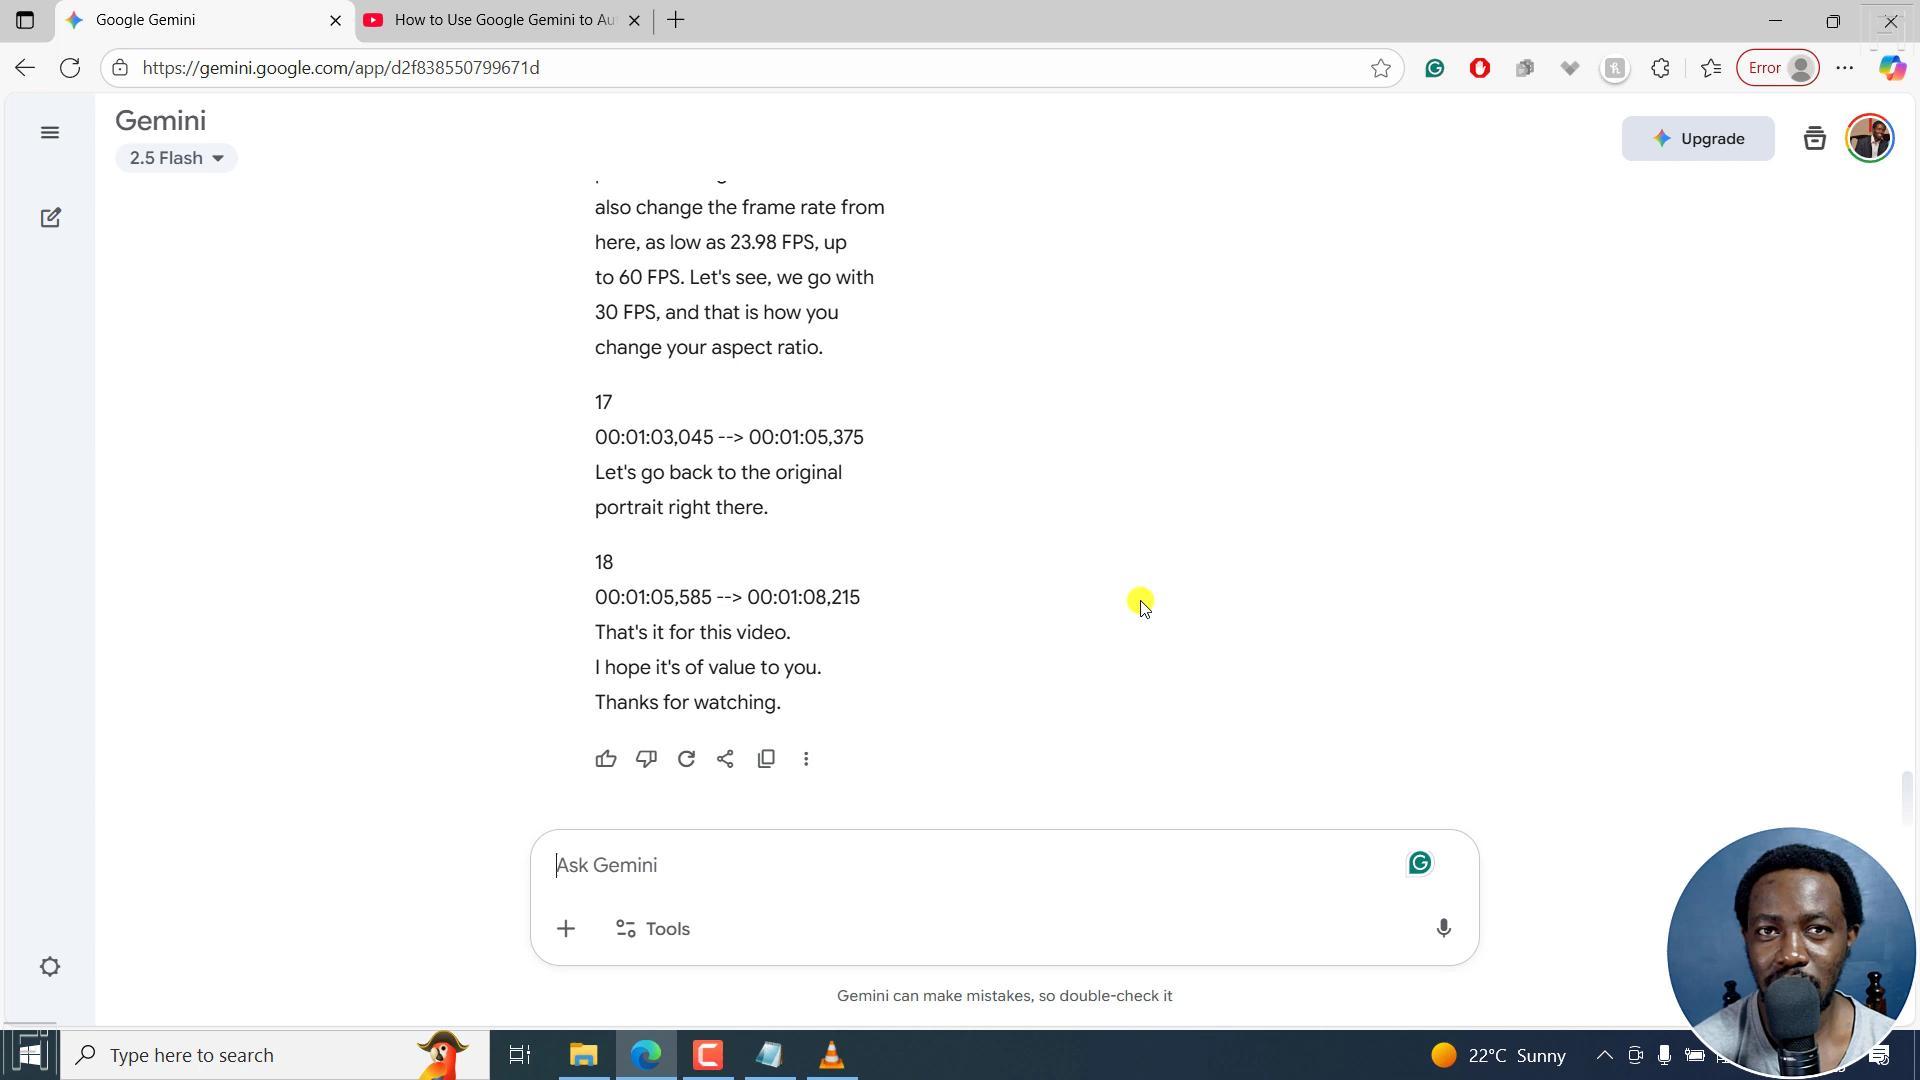 Google Gemini
How to Use Google Gemini to Au
https://gemini.google.com/app/d2f838550799671d
Error
Gemini
2.5 Flash
Upgrade
also change the frame rate from
here, as low as 23.98 FPS, up
to 60 FPS. Let's see, we go with
30 FPS, and that is how you
change your aspect ratio.
17
00:01:03,045 --> 00:01:05,375
Let's go back to the original
portrait right there.
18
00:01:05,585 --> 00:01:08,215
That's it for this video.
I hope it's of value to you.
Thanks for watching.
Ask Gemini
Tools
Gemini can make mistakes, so double-check it
Type here to search
22°C Sunny